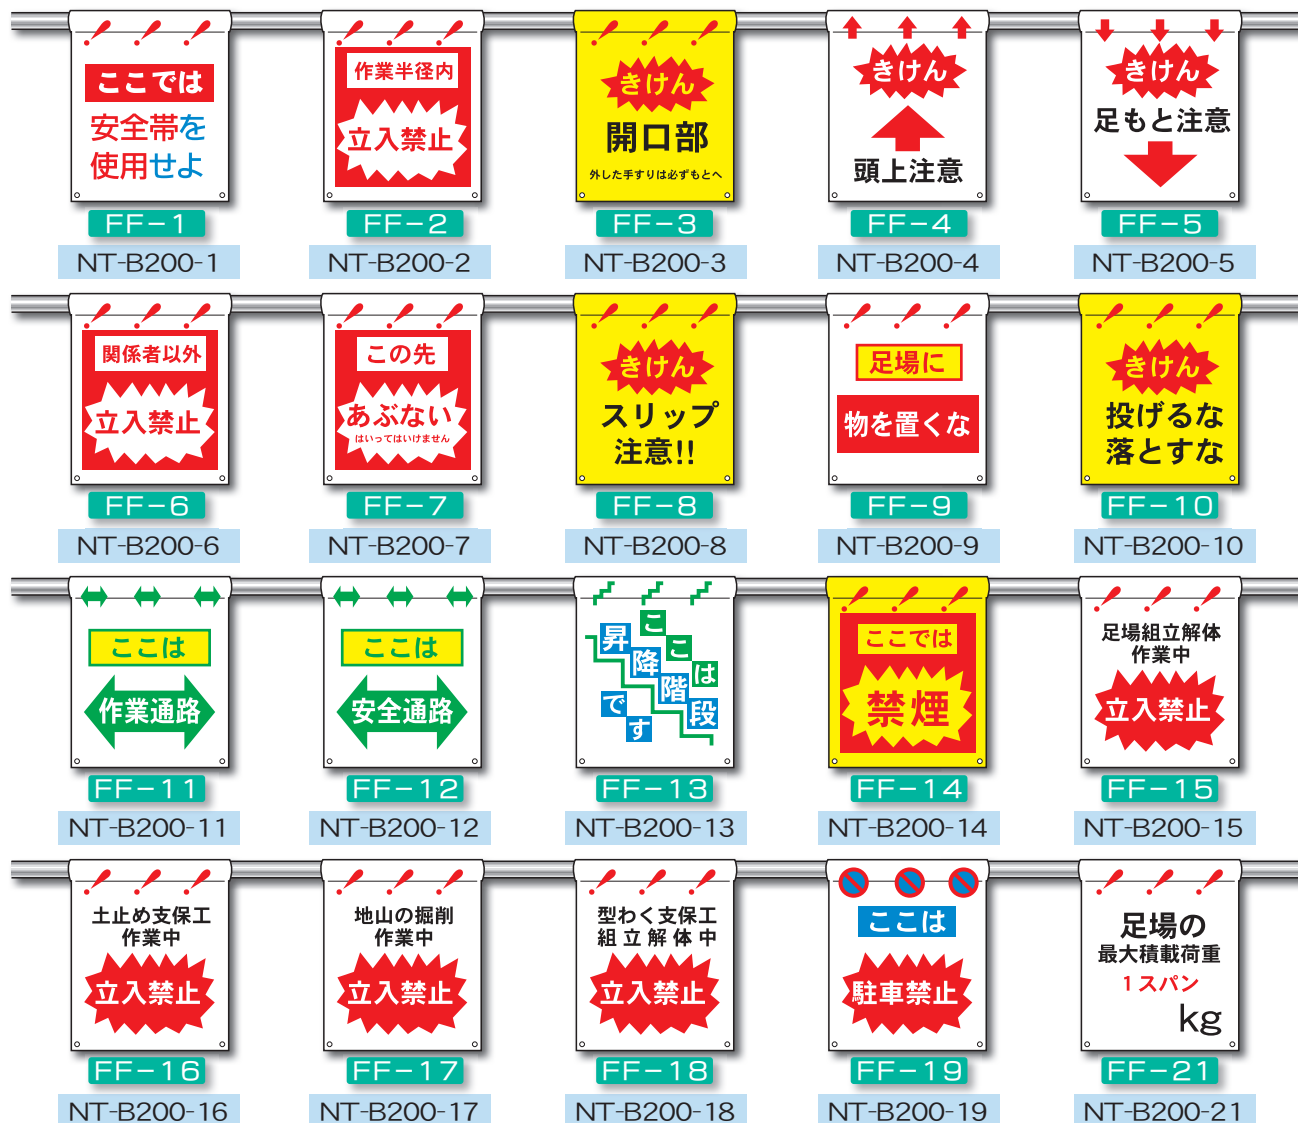 ここでは
安全帯を
使用せよ
FF-1
NT-B200-1
作業半径内
立入禁止
FF-2
NT-B200-2
きけん
開口部
外した手すりは必ずもとへ
FF-3
NT-B200-3
きけん
頭上注意
FF-4
NT-B200-4
きけん
足もと注意
FF-5
NT-B200-5
関係者以外
立入禁止
FF-6
NT-B200-6
この先
あぶない
はいってはいけません
FF-7
NT-B200-7
きけん
スリップ
注意!!
FF-8
NT-B200-8
足場に
物を置くな
FF-9
NT-B200-9
きけん
投げるな
落とすな
FF-10
NT-B200-10
ここは
作業通路
FF-11
NT-B200-11
ここは
安全通路
FF-12
NT-B200-12
ここは
昇降階段
です
FF-13
NT-B200-13
ここでは
禁煙
FF-14
NT-B200-14
足場組立解体
作業中
立入禁止
FF-15
NT-B200-15
土止め支保工
作業中
立入禁止
FF-16
NT-B200-16
地山の掘削
作業中
立入禁止
FF-17
NT-B200-17
型わく支保工
組立解体中
立入禁止
FF-18
NT-B200-18
ここは
駐車禁止
FF-19
NT-B200-19
足場の
最大積載荷重
1スパン
kg
FF-21
NT-B200-21